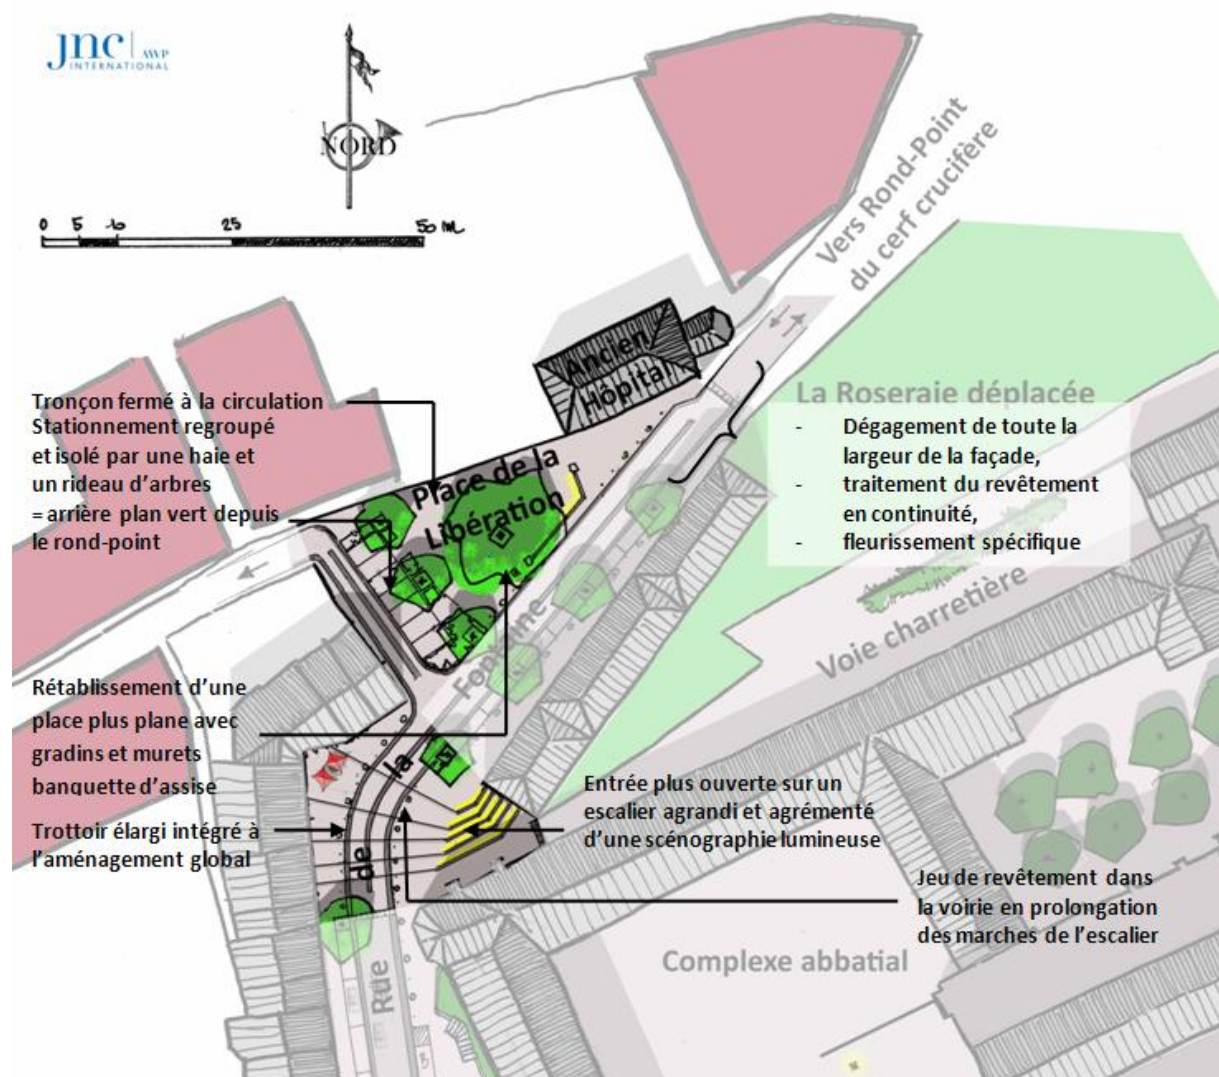 jnc AWP
INTERNATIONAL
NORD
0 5 10 25 50 m
Vers Rond-Point
du cerf crucifère
Ancien
Hôpital
Tronçon fermé à la circulation
Stationnement regroupé
et isolé par une haie et
un rideau d'arbres
= arrière plan vert depuis
le rond-point
Place de la
Libération
La Roseraie déplacée
- Dégagement de toute la
largeur de la façade,
- traitement du revêtement
en continuité,
- fleurissement spécifique
Voie charretière
Rétablissement d'une
place plus plane avec
gradins et murets
banquette d'assise
Trottoir élargi intégré à
l'aménagement global
Entrée plus ouverte sur un
escalier agrandi et agrémenté
d'une scénographie lumineuse
Jeu de revêtement dans
la voirie en prolongation
des marches de l'escalier
Complexe abbatial
Rue de la Fontaine